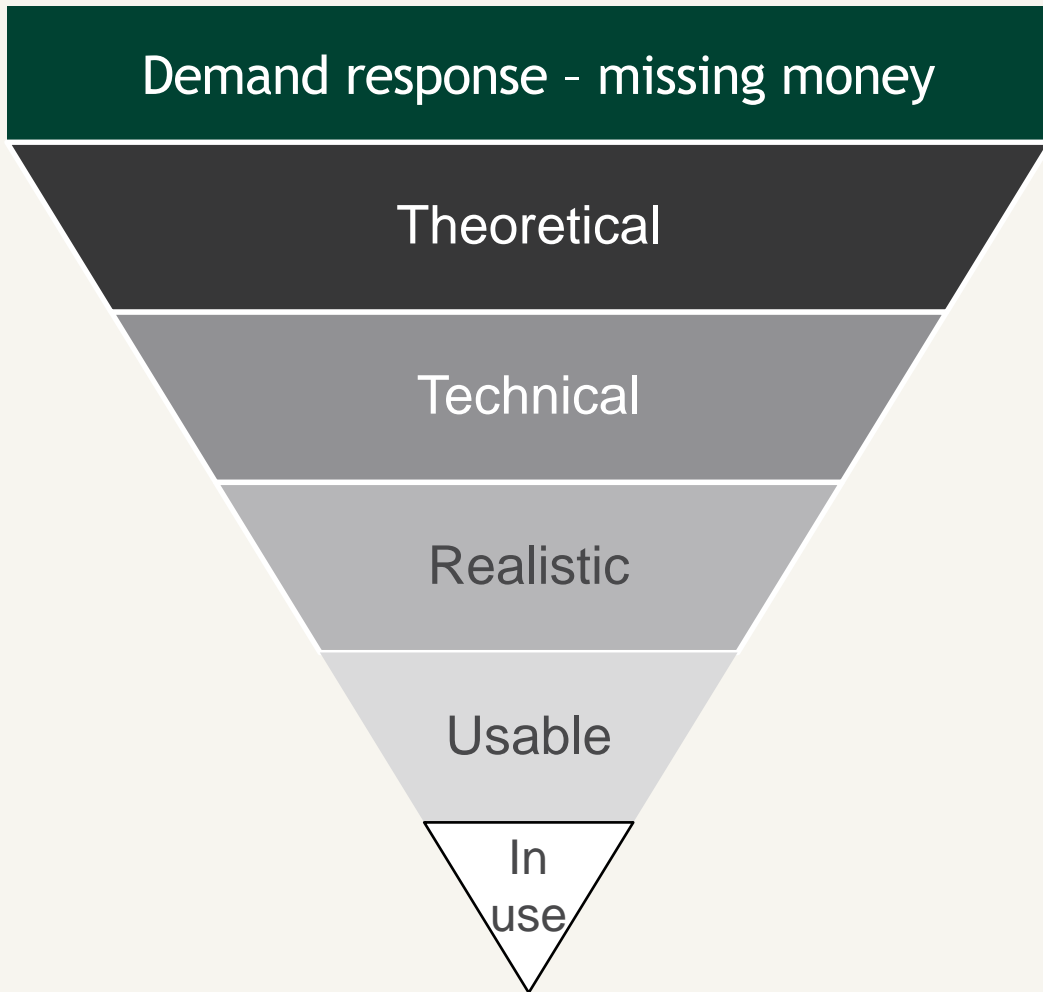 Demand response – missing money
Theoretical
Technical
Realistic
Usable
In
use